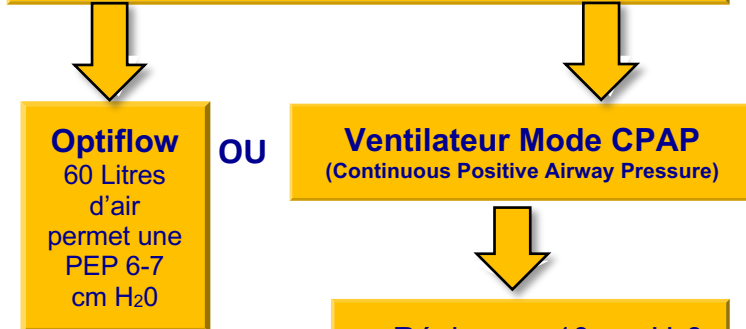 Optiflow
60 Litres
d'air
permet une
PEP 6-7
cm H₂0
OU
Ventilateur Mode CPAP
(Continuous Positive Airway Pressure)